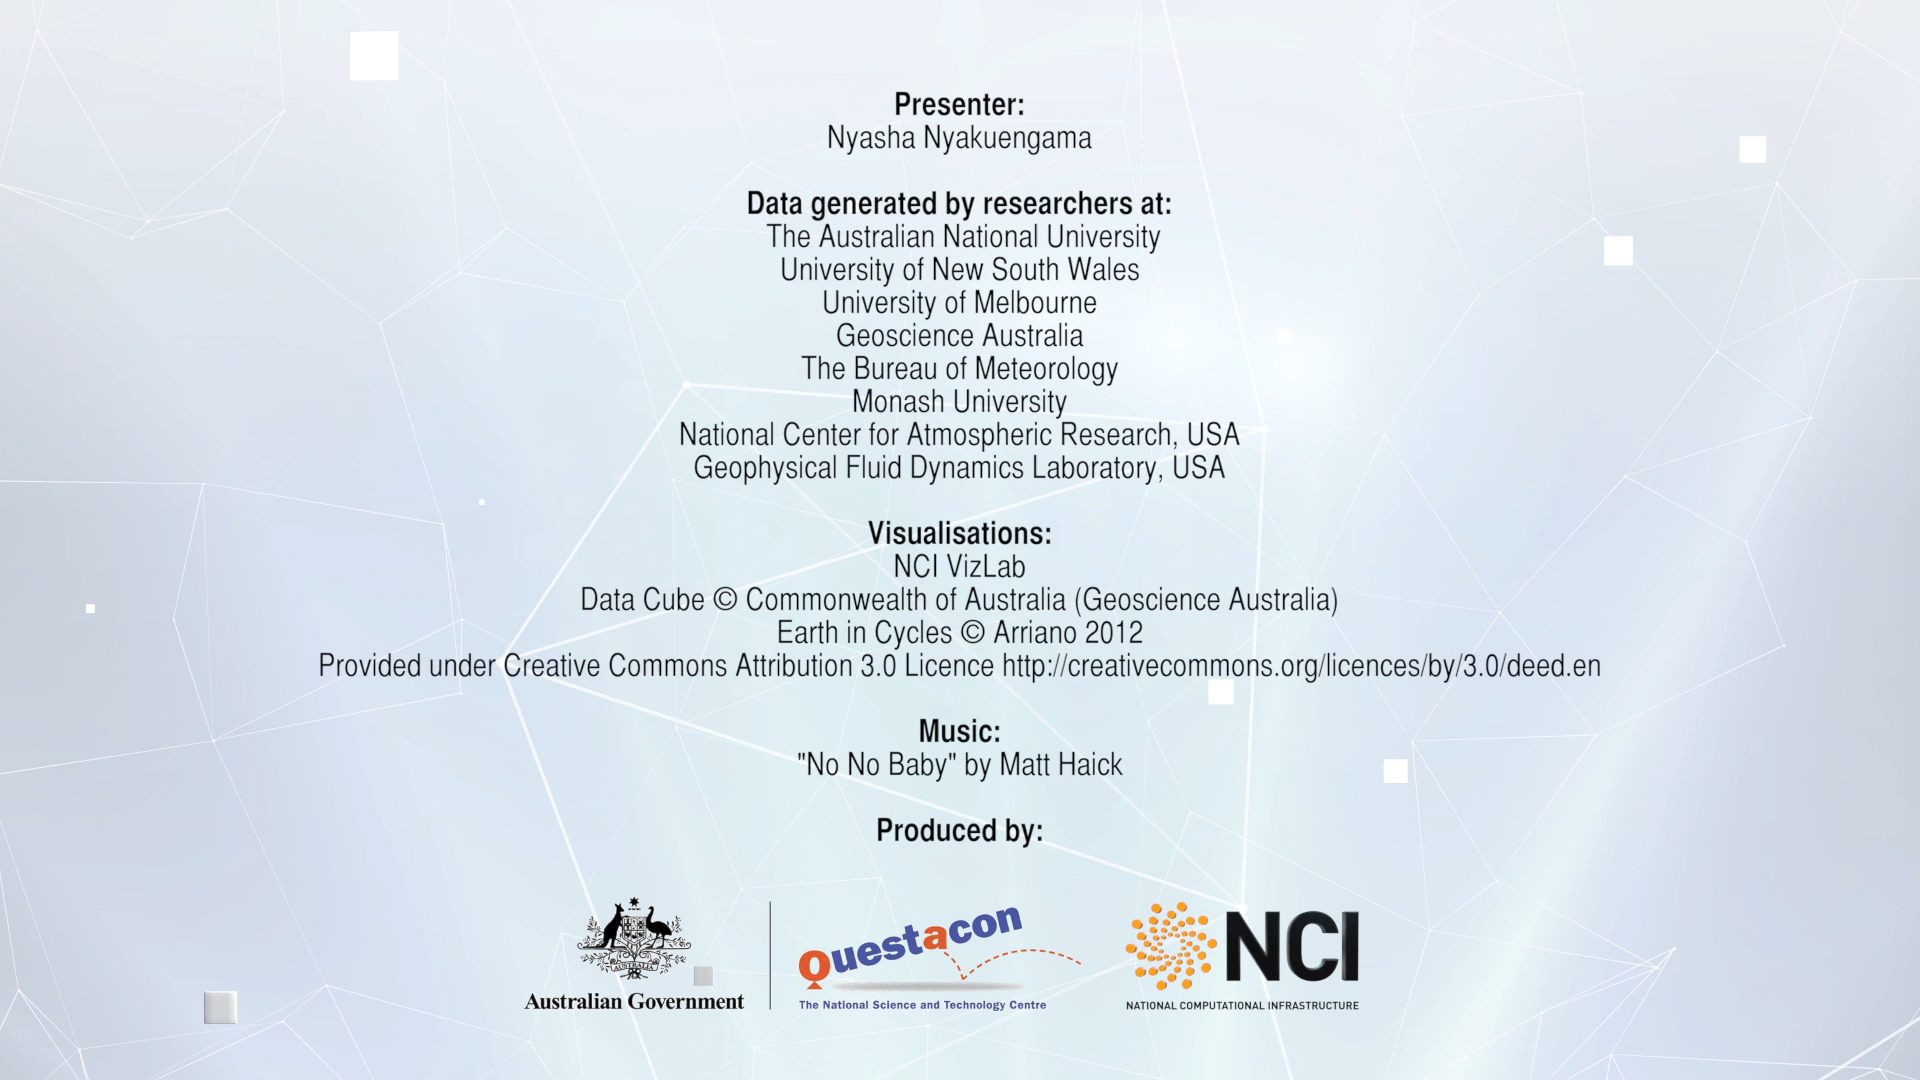 Presenter:
Nyasha Nyakuengama
Data generated by researchers at:
The Australian National University
University of New South Wales
University of Melbourne
Geoscience Australia
The Bureau of Meteorology
Monash University
National Center for Atmospheric Research, USA
Geophysical Fluid Dynamics Laboratory, USA
Visualisations:
NCI VizLab
Data Cube © Commonwealth of Australia (Geoscience Australia)
Earth in Cycles © Arriano 2012
Provided under Creative Commons Attribution 3.0 Licence http://creativecommons.org/licences/by/3.0/deed.en
Music:
"No No Baby" by Matt Haick
Produced by:
AUSTRALIA
Australian Government
Questacon
The National Science and Technology Centre
NCI
NATIONAL COMPUTATIONAL INFRASTRUCTURE